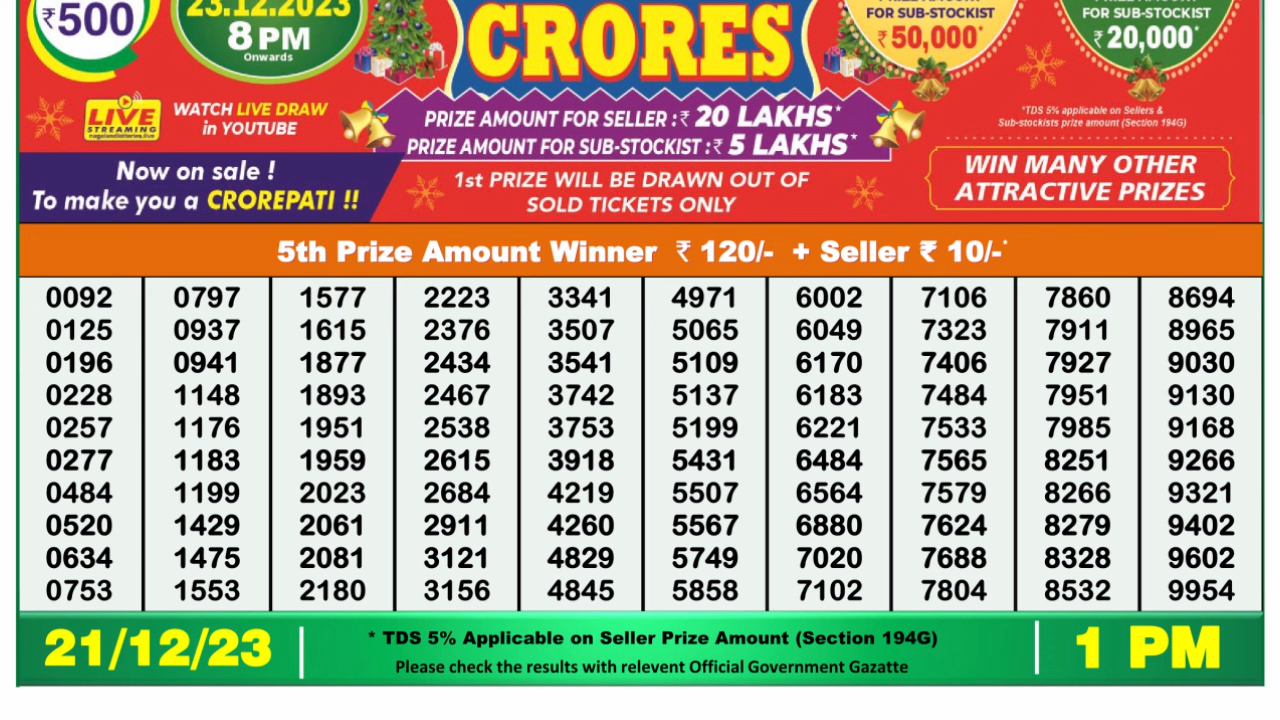 ₹500
23.12.2023
8 PM
Onwards
CRORES
FOR SUB-STOCKIST
₹ 50,000*
FOR SUB-STOCKIST
₹ 20,000*
LIVE
STREAMING
nagalandlotteries.live
WATCH LIVE DRAW
in YOUTUBE
PRIZE AMOUNT FOR SELLER :₹ 20 LAKHS*
PRIZE AMOUNT FOR SUB-STOCKIST :₹ 5 LAKHS*
*TDS 5% applicable on Sellers &
Sub-stockists prize amount (Section 194G)
Now on sale !
To make you a CROREPATI !!
1st PRIZE WILL BE DRAWN OUT OF
SOLD TICKETS ONLY
WIN MANY OTHER
ATTRACTIVE PRIZES
5th Prize Amount Winner ₹ 120/- + Seller ₹ 10/-*
0092 0797 1577 2223 3341 4971 6002 7106 7860 8694
0125 0937 1615 2376 3507 5065 6049 7323 7911 8965
0196 0941 1877 2434 3541 5109 6170 7406 7927 9030
0228 1148 1893 2467 3742 5137 6183 7484 7951 9130
0257 1176 1951 2538 3753 5199 6221 7533 7985 9168
0277 1183 1959 2615 3918 5431 6484 7565 8251 9266
0484 1199 2023 2684 4219 5507 6564 7579 8266 9321
0520 1429 2061 2911 4260 5567 6880 7624 8279 9402
0634 1475 2081 3121 4829 5749 7020 7688 8328 9602
0753 1553 2180 3156 4845 5858 7102 7804 8532 9954
21/12/23
* TDS 5% Applicable on Seller Prize Amount (Section 194G)
Please check the results with relevent Official Government Gazatte
1 PM